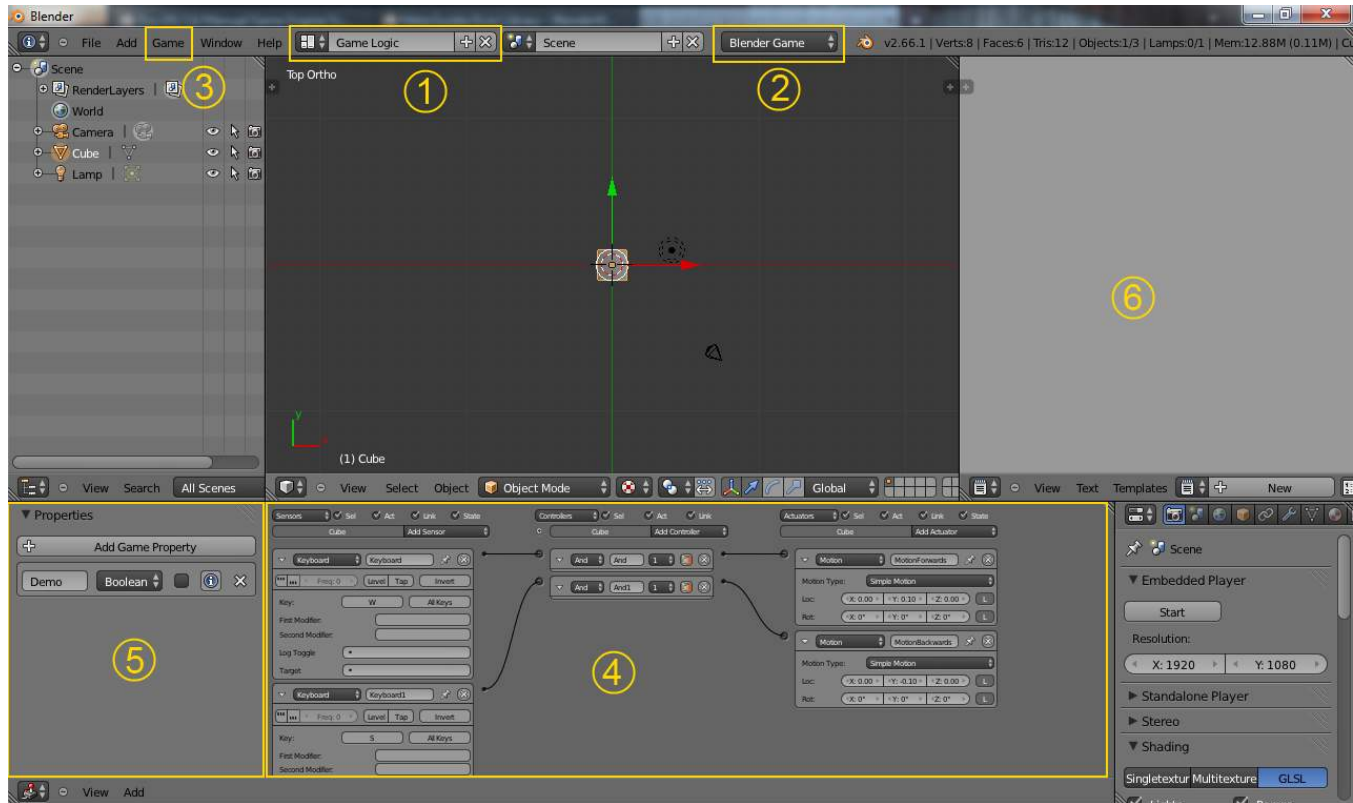 Blender
File Add Game Window Help Game Logic Scene Blender Game v2.66.1 | Verts:8 | Faces:6 | Tris:12 | Objects:1/3 | Lamps:0/1 | Mem:12.88M (0.11M) |
③ ① ②
Scene
RenderLayers |
World
Camera |
Cube |
Lamp |
Top Ortho
y
(1) Cube
⑥
View Search All Scenes
View Select Object Object Mode Global
View Text Templates New
Properties
Add Game Property
Demo Boolean
⑤
Sensors Sel Act Link State
Cube Add Sensor
Keyboard Keyboard
Freq: 0 Level Tap Invert
Key: W All Keys
First Modifier:
Second Modifier:
Log Toggle
Target:
Keyboard Keyboard1
Freq: 0 Level Tap Invert
Key: S All Keys
First Modifier:
Second Modifier:
Controllers Sel Act Link
Cube Add Controller
And And 1
And And1 1
④
Actuators Sel Act Link State
Cube Add Actuator
Motion MotionForwards
Motion Type: Simple Motion
Loc: X: 0.00 Y: 0.10 Z: 0.00 L
Rot: X: 0° Y: 0° Z: 0° L
Motion MotionBackwards
Motion Type: Simple Motion
Loc: X: 0.00 Y: -0.10 Z: 0.00 L
Rot: X: 0° Y: 0° Z: 0° L
Scene
Embedded Player
Start
Resolution:
X: 1920 Y: 1080
Standalone Player
Stereo
Shading
Singletextur Multitexture GLSL
View Add